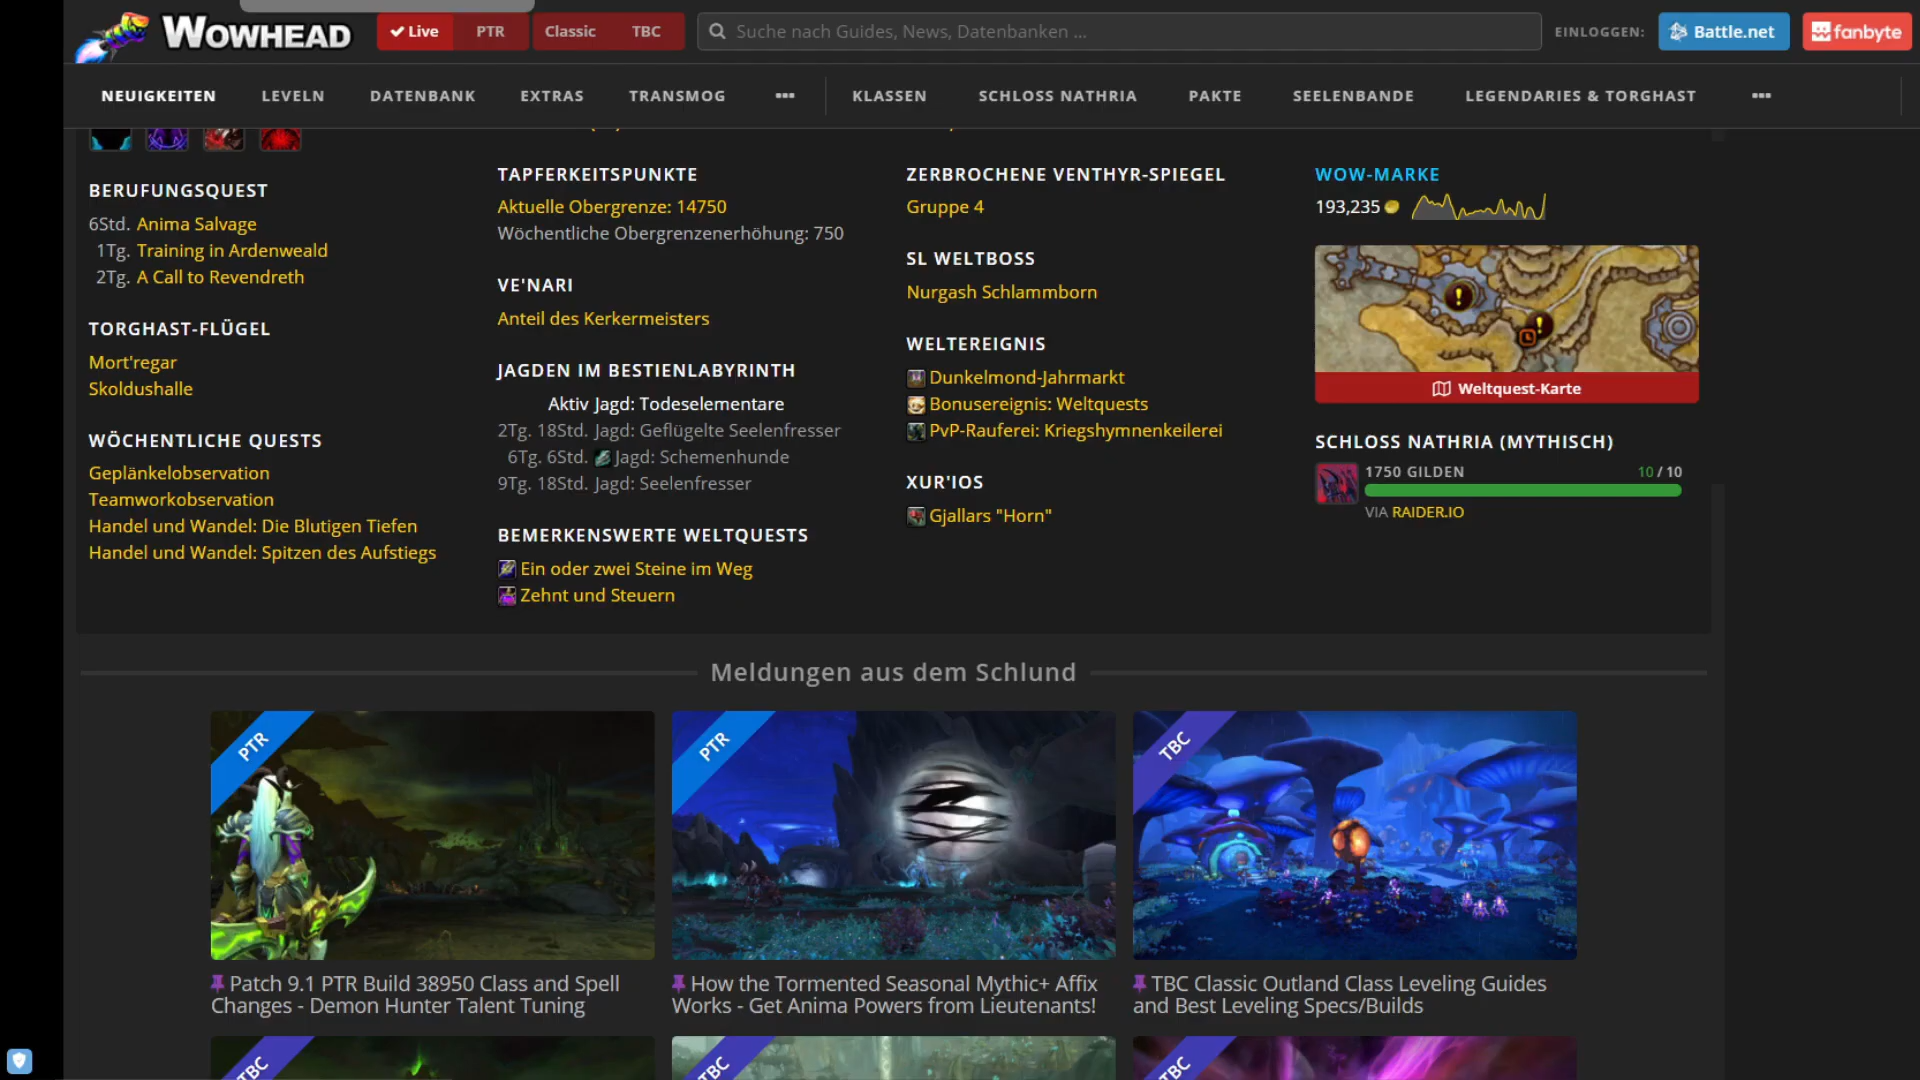 WOWHEAD
Live PTR Classic TBC
Suche nach Guides, News, Datenbanken ...
EINLOGGEN: Battle.net fanbyte
NEUIGKEITEN LEVELN DATENBANK EXTRAS TRANSMOG ••• KLASSEN SCHLOSS NATHRIA PAKTE SEELENBANDE LEGENDARIES & TORGHAST •••
BERUFUNGSQUEST
6Std. Anima Salvage
1Tg. Training in Ardenweald
2Tg. A Call to Revendreth
TORGHAST-FLÜGEL
Mort'regar
Skoldushalle
WÖCHENTLICHE QUESTS
Geplänkelobservation
Teamworkobservation
Handel und Wandel: Die Blutigen Tiefen
Handel und Wandel: Spitzen des Aufstiegs
TAPFERKEITSPUNKTE
Aktuelle Obergrenze: 14750
Wöchentliche Obergrenzenerhöhung: 750
VE'NARI
Anteil des Kerkermeisters
JAGDEN IM BESTIENLABYRINTH
Aktiv Jagd: Todeselementare
2Tg. 18Std. Jagd: Geflügelte Seelenfresser
6Tg. 6Std. Jagd: Schemenhunde
9Tg. 18Std. Jagd: Seelenfresser
BEMERKENSWERTE WELTQUESTS
Ein oder zwei Steine im Weg
Zehnt und Steuern
ZERBROCHENE VENTHYR-SPIEGEL
Gruppe 4
SL WELTBOSS
Nurgash Schlammborn
WELTEREIGNIS
Dunkelmond-Jahrmarkt
Bonusereignis: Weltquests
PvP-Rauferei: Kriegshymnenkeilerei
XUR'IOS
Gjallars "Horn"
WOW-MARKE
193,235
Weltquest-Karte
SCHLOSS NATHRIA (MYTHISCH)
1750 GILDEN 10 / 10
VIA RAIDER.IO
Meldungen aus dem Schlund
PTR
Patch 9.1 PTR Build 38950 Class and Spell
Changes - Demon Hunter Talent Tuning
PTR
How the Tormented Seasonal Mythic+ Affix
Works - Get Anima Powers from Lieutenants!
TBC
TBC Classic Outland Class Leveling Guides
and Best Leveling Specs/Builds
TBC
TBC
TBC